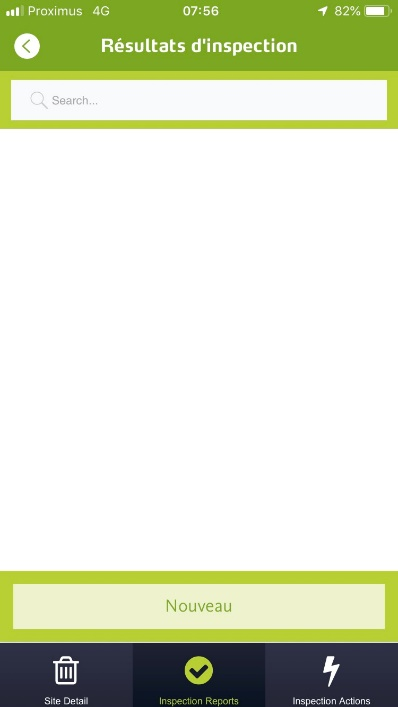 Proximus 4G 07:56 82%
Résultats d'inspection
Search...
Nouveau
Site Detail Inspection Reports Inspection Actions